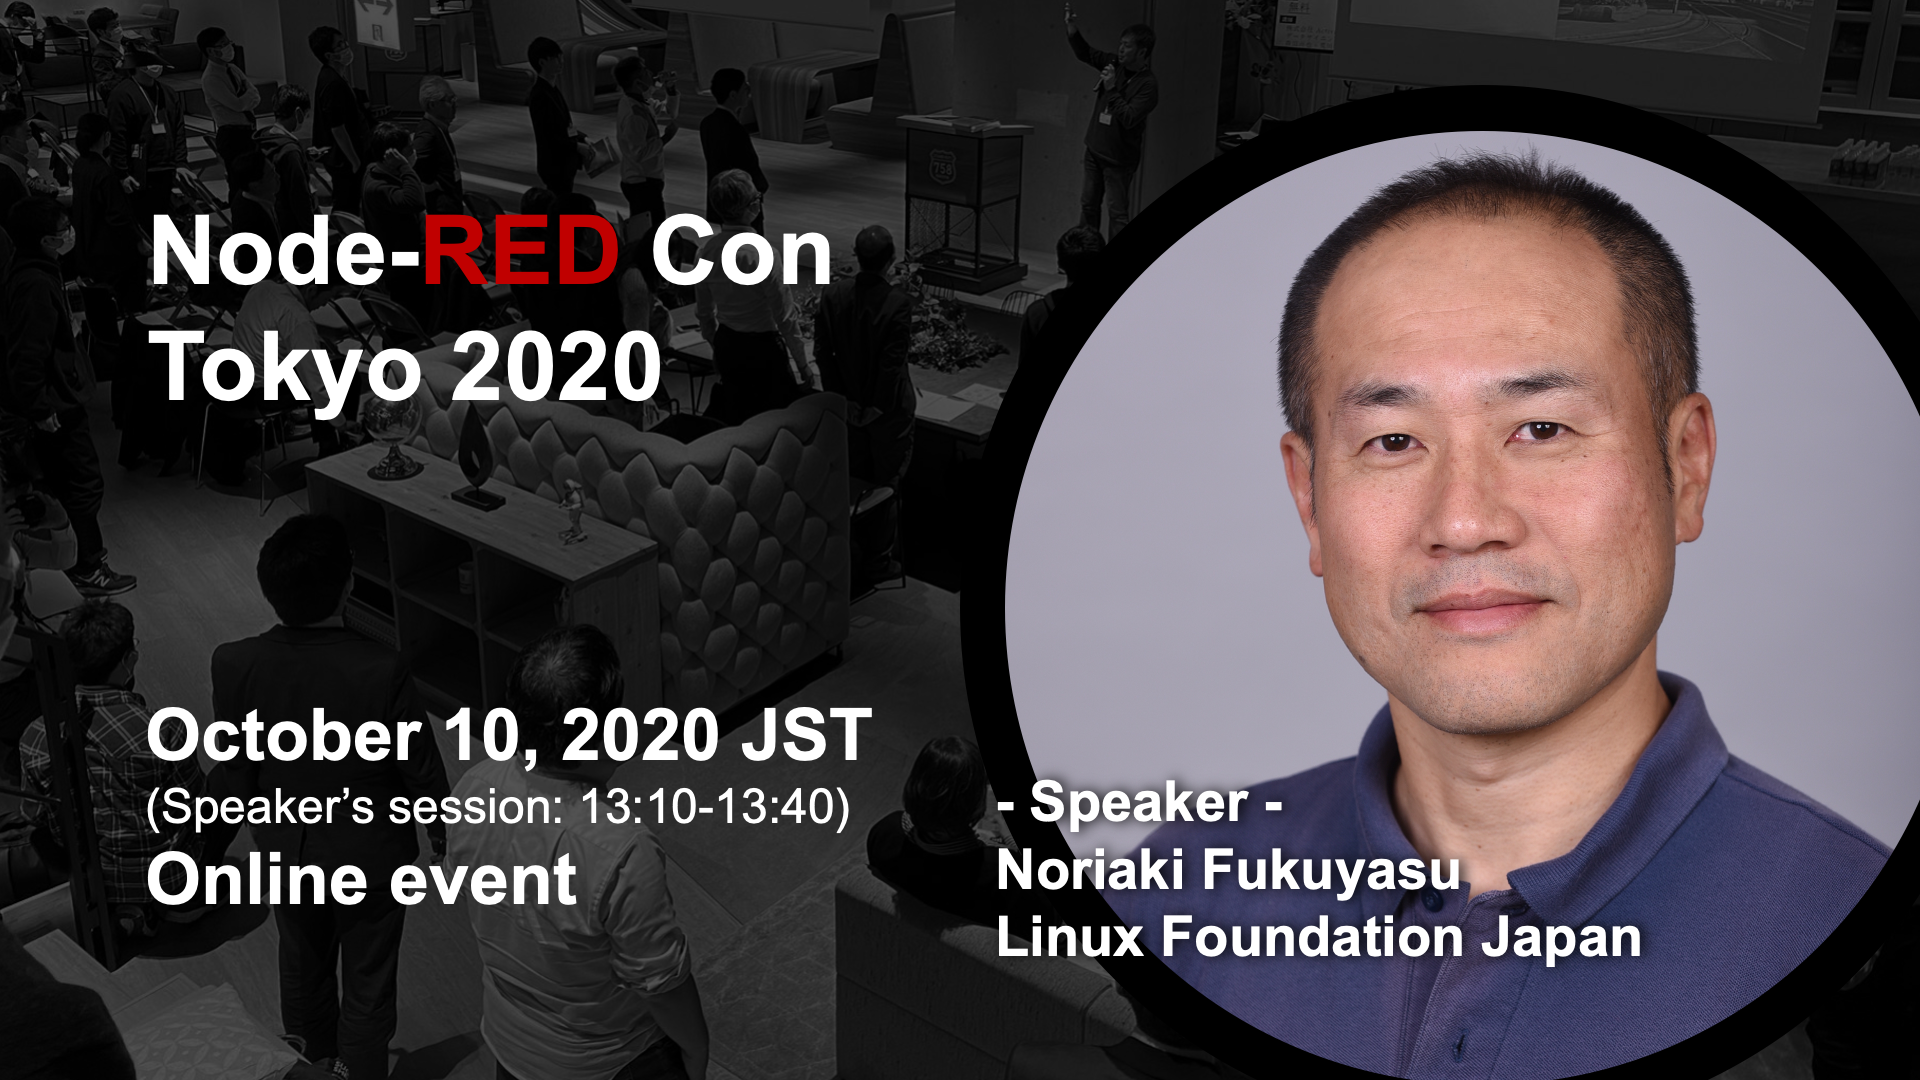 Node-RED Con
Tokyo 2020
October 10, 2020 JST
(Speaker’s session: 13:10-13:40)
Online event
- Speaker -
Noriaki Fukuyasu
Linux Foundation Japan
758